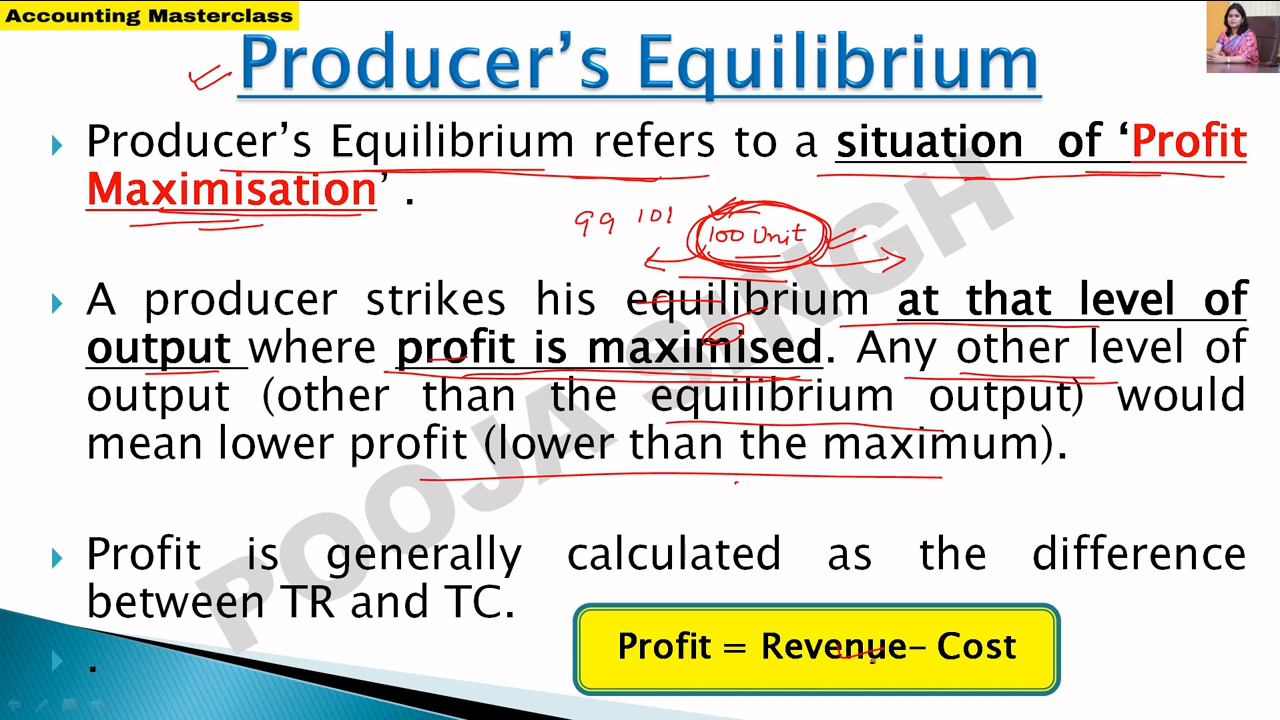 Accounting Masterclass
Producer's Equilibrium
Producer's Equilibrium refers to a situation of ‘Profit
Maximisation’ .
99 101 100 Unit
A producer strikes his equilibrium at that level of
output where profit is maximised. Any other level of
output (other than the equilibrium output) would
mean lower profit (lower than the maximum).
Profit is generally calculated as the difference
between TR and TC.
.
Profit = Revenue– Cost
POOJA SINGH